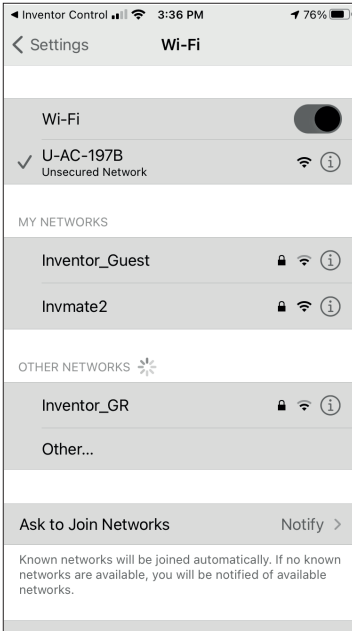 Inventor Control 3:36 PM 76%
Settings Wi-Fi
Wi-Fi
U-AC-197B
Unsecured Network
MY NETWORKS
Inventor_Guest
Invmate2
OTHER NETWORKS
Inventor_GR
Other...
Ask to Join Networks Notify
Known networks will be joined automatically. If no known
networks are available, you will be notified of available
networks.